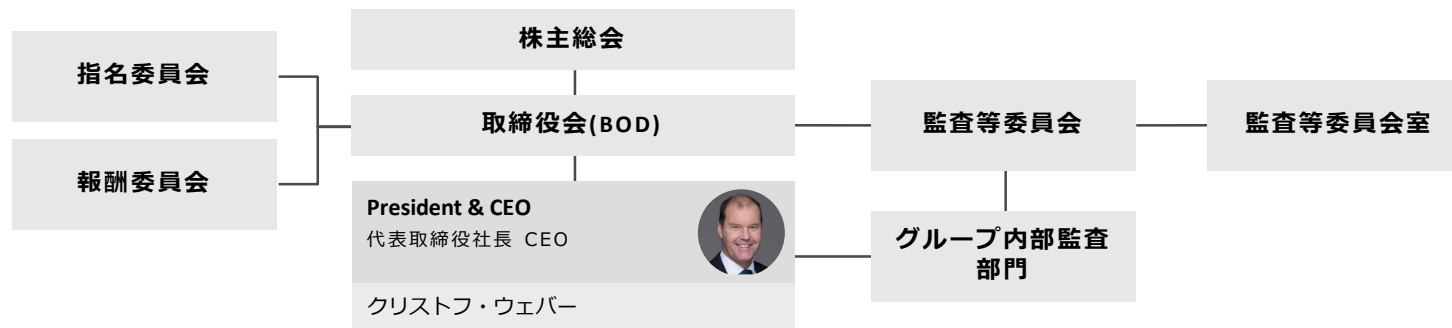 株主総会
指名委員会
取締役会(BOD)
監査等委員会
監査等委員会室
報酬委員会
President & CEO
代表取締役社長 CEO
グループ内部監査
部門
クリストフ・ウェバー